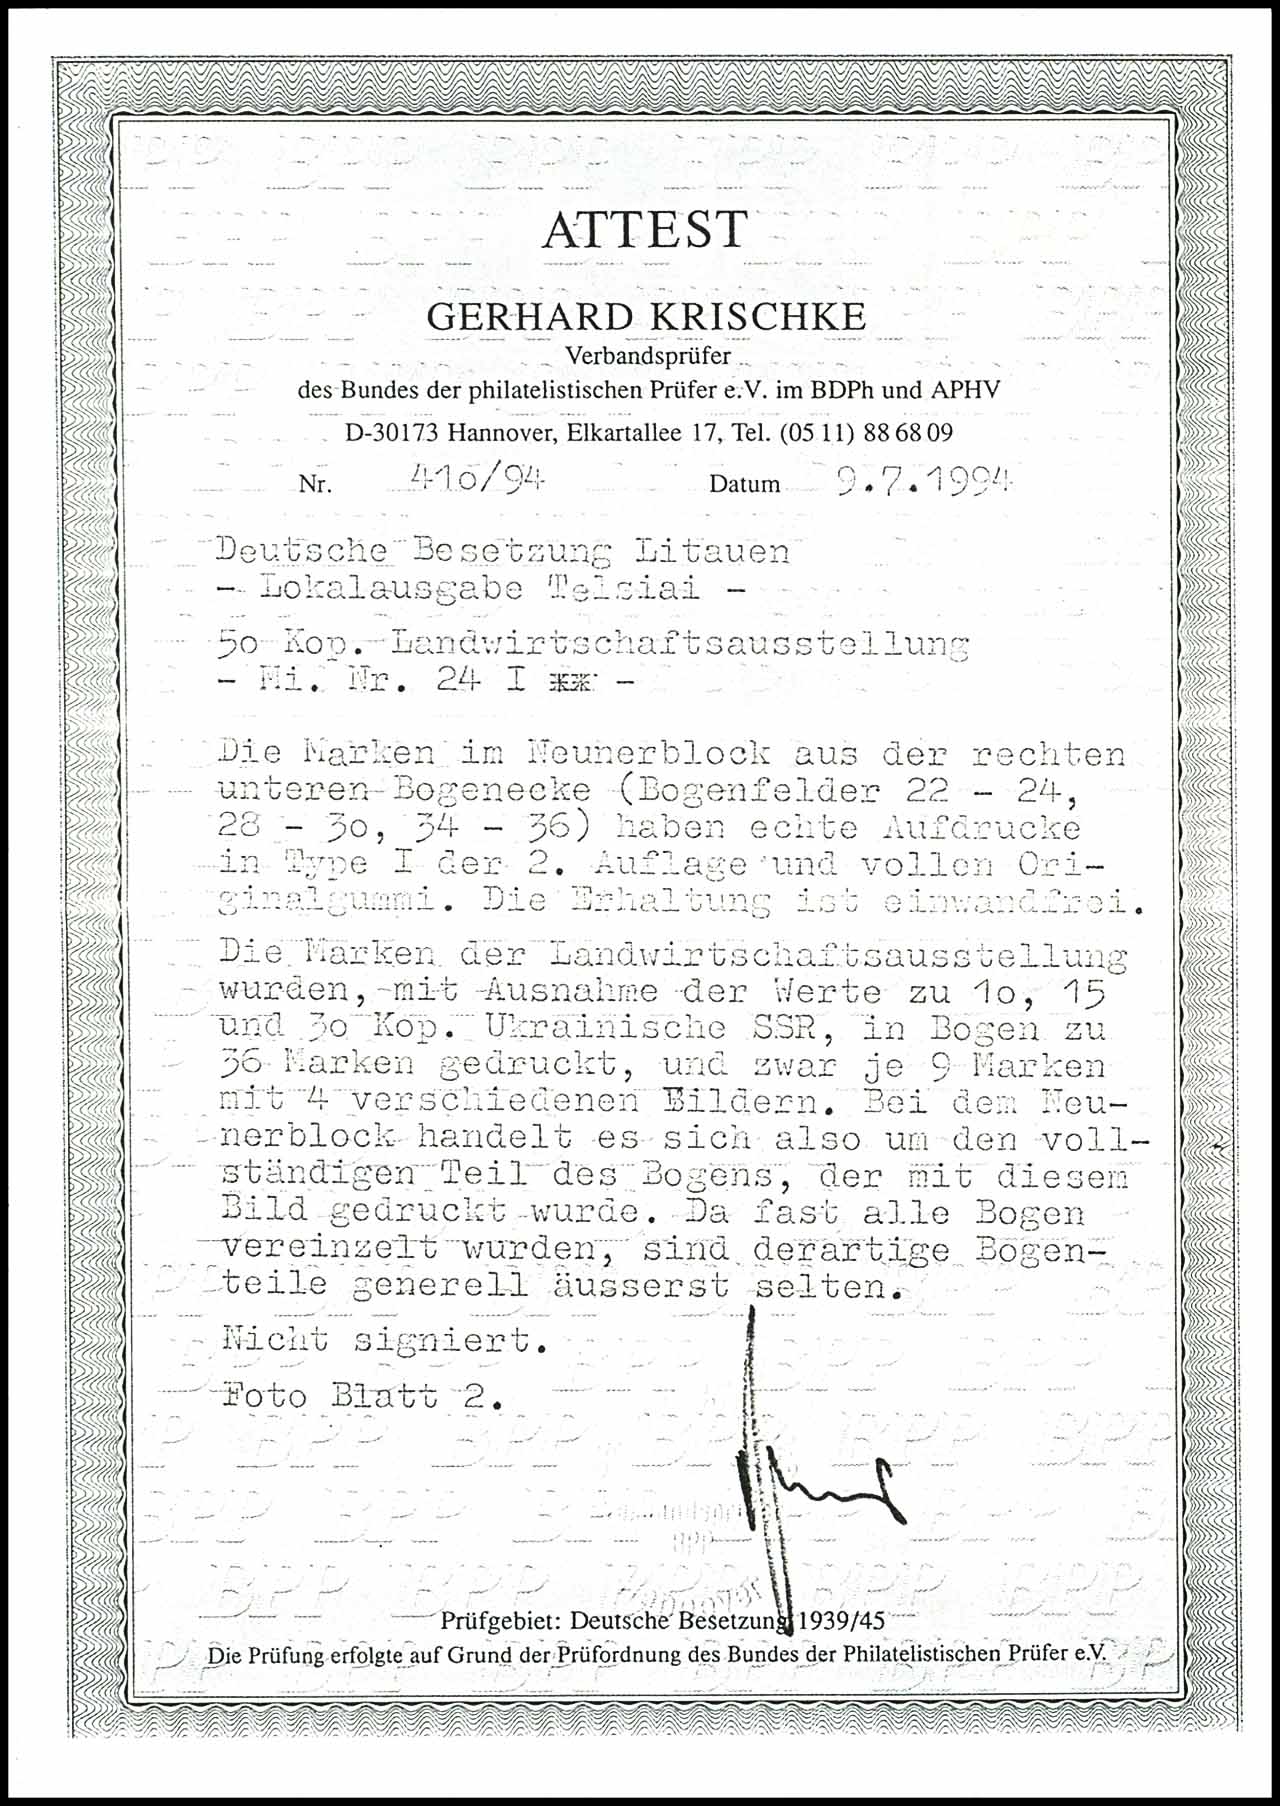 ATTEST
GERHARD KRISCHKE
Verbandsprüfer
des Bundes der philatelistischen Prüfer e.V. im BDPh und APHV
D-30173 Hannover, Elkartallee 17, Tel. (05 11) 88 68 09
Nr. 410/94 Datum 9.7.1994
Deutsche Besetzung Litauen
- Lokalausgabe Telsiai -
50 Kop. Landwirtschaftsausstellung
- Mi. Nr. 24 I ** -
Die Marken im Neunerblock aus der rechten
unteren Bogenecke (Bogenfelder 22 - 24,
28 - 30, 34 - 36) haben echte Aufdrucke
in Type I der 2. Auflage und vollen Ori-
ginalgummi. Die Erhaltung ist einwandfrei.
Die Marken der Landwirtschaftsausstellung
wurden, mit Ausnahme der Werte zu 10, 15
und 30 Kop. Ukrainische SSR, in Bogen zu
36 Marken gedruckt, und zwar je 9 Marken
mit 4 verschiedenen Bildern. Bei dem Neu-
nerblock handelt es sich also um den voll-
ständigen Teil des Bogens, der mit diesem
Bild gedruckt wurde. Da fast alle Bogen
vereinzelt wurden, sind derartige Bogen-
teile generell äusserst selten.
Nicht signiert.
Foto Blatt 2.
BPP
Prüfgebiet: Deutsche Besetzung 1939/45
Die Prüfung erfolgte auf Grund der Prüfordnung des Bundes der Philatelistischen Prüfer e.V.